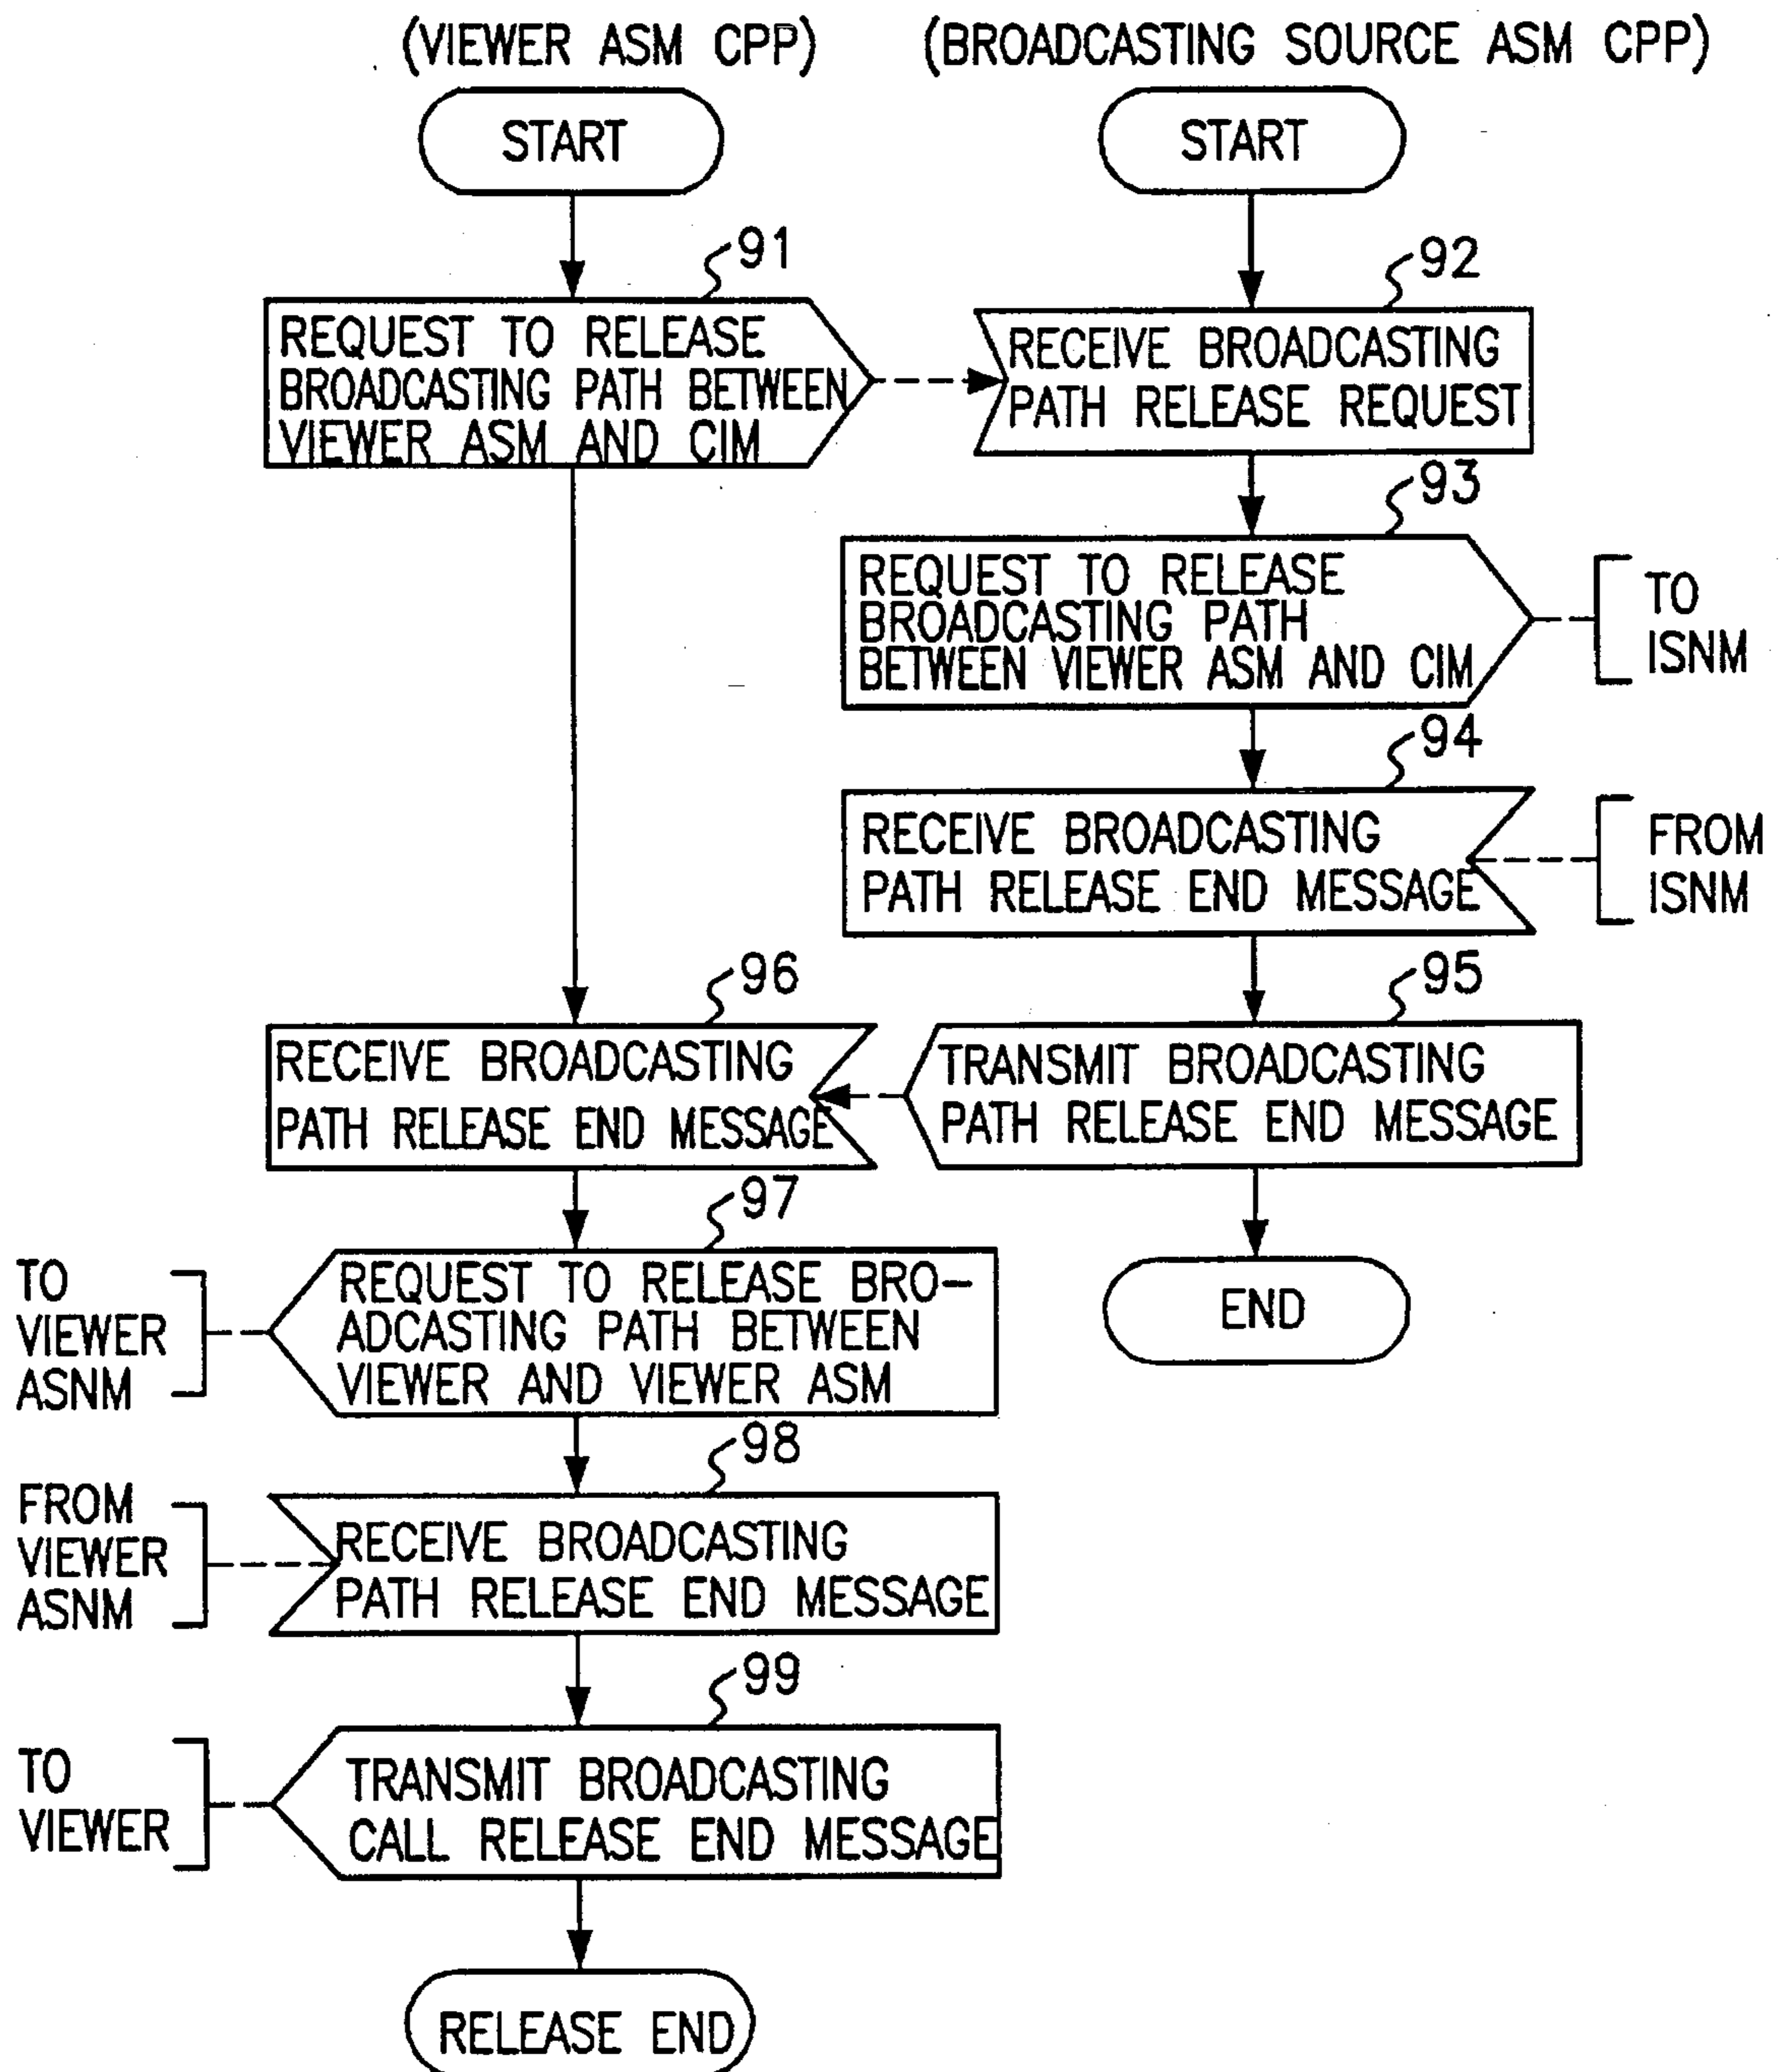 (VIEWER ASM CPP)
(BROADCASTING SOURCE ASM CPP)
START
START
91
92
REQUEST TO RELEASE
BROADCASTING PATH BETWEEN
VIEWER ASM AND CIM
RECEIVE BROADCASTING
PATH RELEASE REQUEST
93
REQUEST TO RELEASE
BROADCASTING PATH
BETWEEN VIEWER ASM AND CIM
TO
ISNM
94
RECEIVE BROADCASTING
PATH RELEASE END MESSAGE
FROM
ISNM
96
95
RECEIVE BROADCASTING
PATH RELEASE END MESSAGE
TRANSMIT BROADCASTING
PATH RELEASE END MESSAGE
97
TO
VIEWER
ASNM
REQUEST TO RELEASE BRO-
ADCASTING PATH BETWEEN
VIEWER AND VIEWER ASM
END
98
FROM
VIEWER
ASNM
RECEIVE BROADCASTING
PATH RELEASE END MESSAGE
99
TO
VIEWER
TRANSMIT BROADCASTING
CALL RELEASE END MESSAGE
RELEASE END